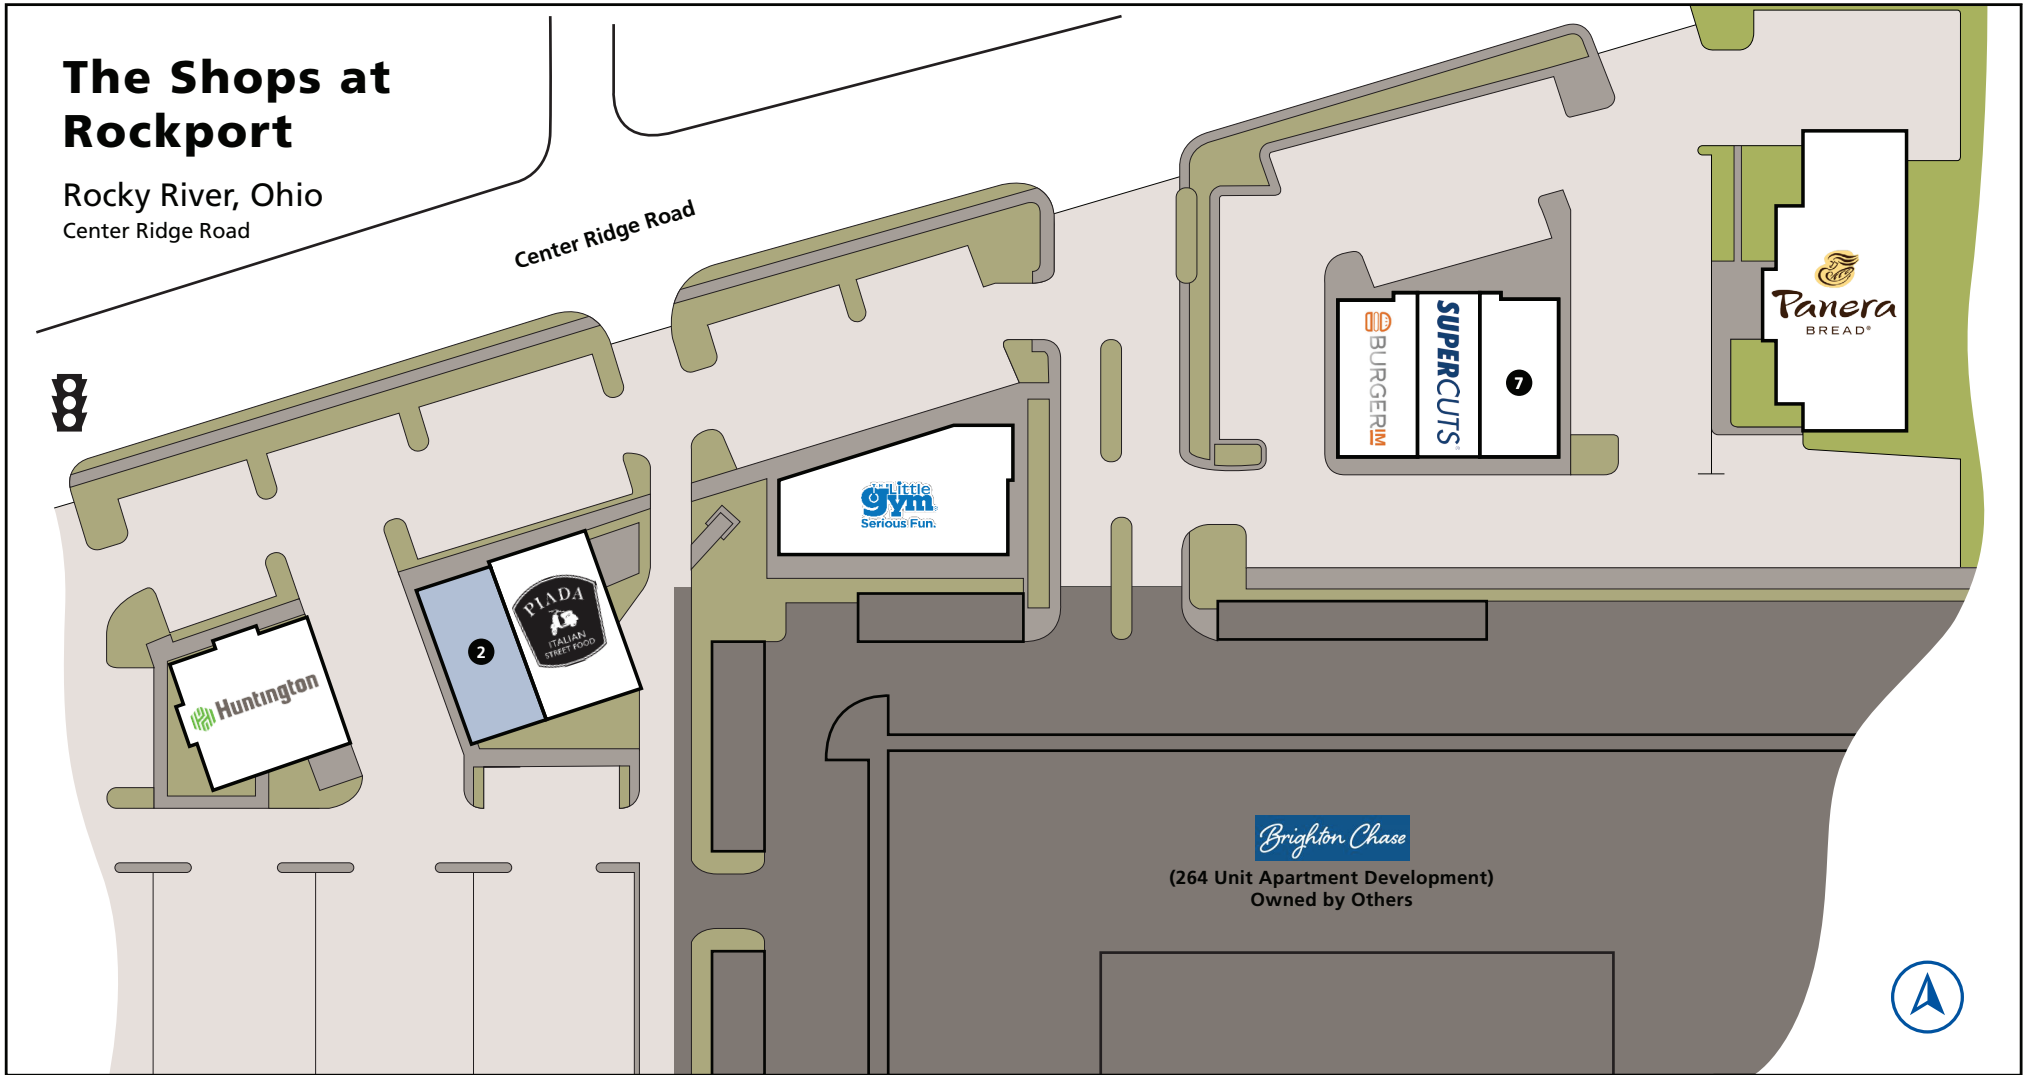 The Shops at
Rockport
Rocky River, Ohio
Center Ridge Road
Center Ridge Road
Panera
BREAD®
BURGERIM
SUPERCUTS®
7
THE Little
gym
Serious Fun.
PIADA
ITALIAN
STREET FOOD
2
Huntington
Brighton Chase
(264 Unit Apartment Development)
Owned by Others